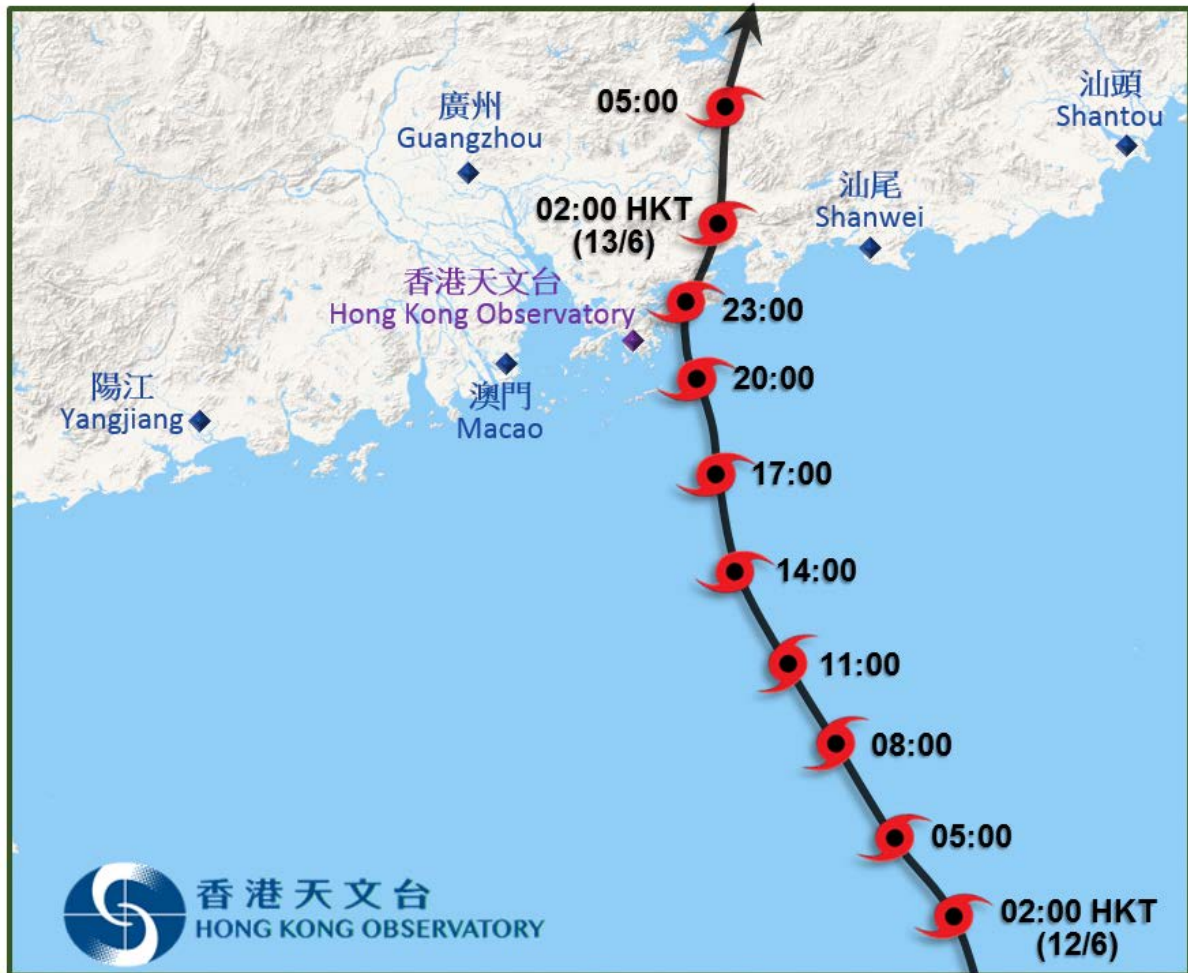 05:00
汕頭
Shantou
廣州
Guangzhou
汕尾
Shanwei
02:00 HKT
(13/6)
香港天文台
Hong Kong Observatory
23:00
陽江
Yangjiang
澳門
Macao
20:00
17:00
14:00
11:00
08:00
05:00
02:00 HKT
(12/6)
香港天文台
HONG KONG OBSERVATORY